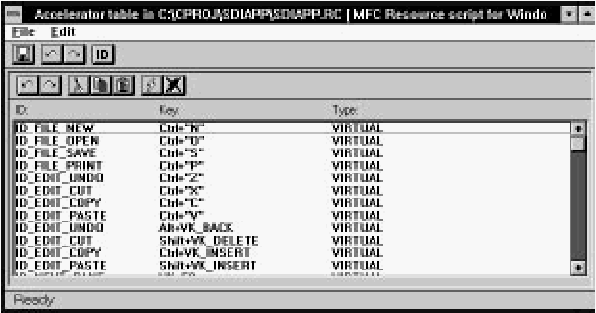 Accelerator table in C:\CPROJ\SDIAPP\SDIAPP.RC | MFC Resource script for Windo
File Edit
ID
ID: Key: Type:
ID_FILE_NEW Ctrl+"N" VIRTUAL
ID_FILE_OPEN Ctrl+"O" VIRTUAL
ID_FILE_SAVE Ctrl+"S" VIRTUAL
ID_FILE_PRINT Ctrl+"P" VIRTUAL
ID_EDIT_UNDO Ctrl+"Z" VIRTUAL
ID_EDIT_CUT Ctrl+"X" VIRTUAL
ID_EDIT_COPY Ctrl+"C" VIRTUAL
ID_EDIT_PASTE Ctrl+"V" VIRTUAL
ID_EDIT_UNDO Alt+VK_BACK VIRTUAL
ID_EDIT_CUT Shift+VK_DELETE VIRTUAL
ID_EDIT_COPY Ctrl+VK_INSERT VIRTUAL
ID_EDIT_PASTE Shift+VK_INSERT VIRTUAL
Ready